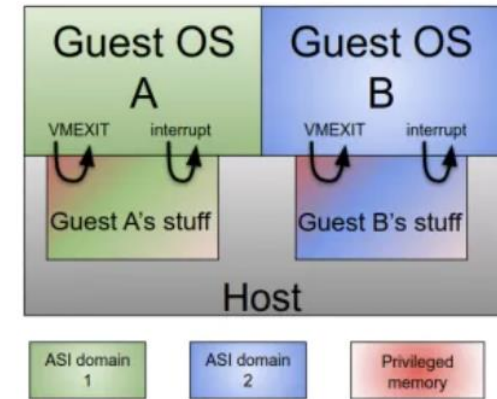 Guest OS
A
Guest OS
B
VMEXIT interrupt
VMEXIT interrupt
Guest A's stuff
Guest B's stuff
Host
ASI domain
1
ASI domain
2
Privileged
memory